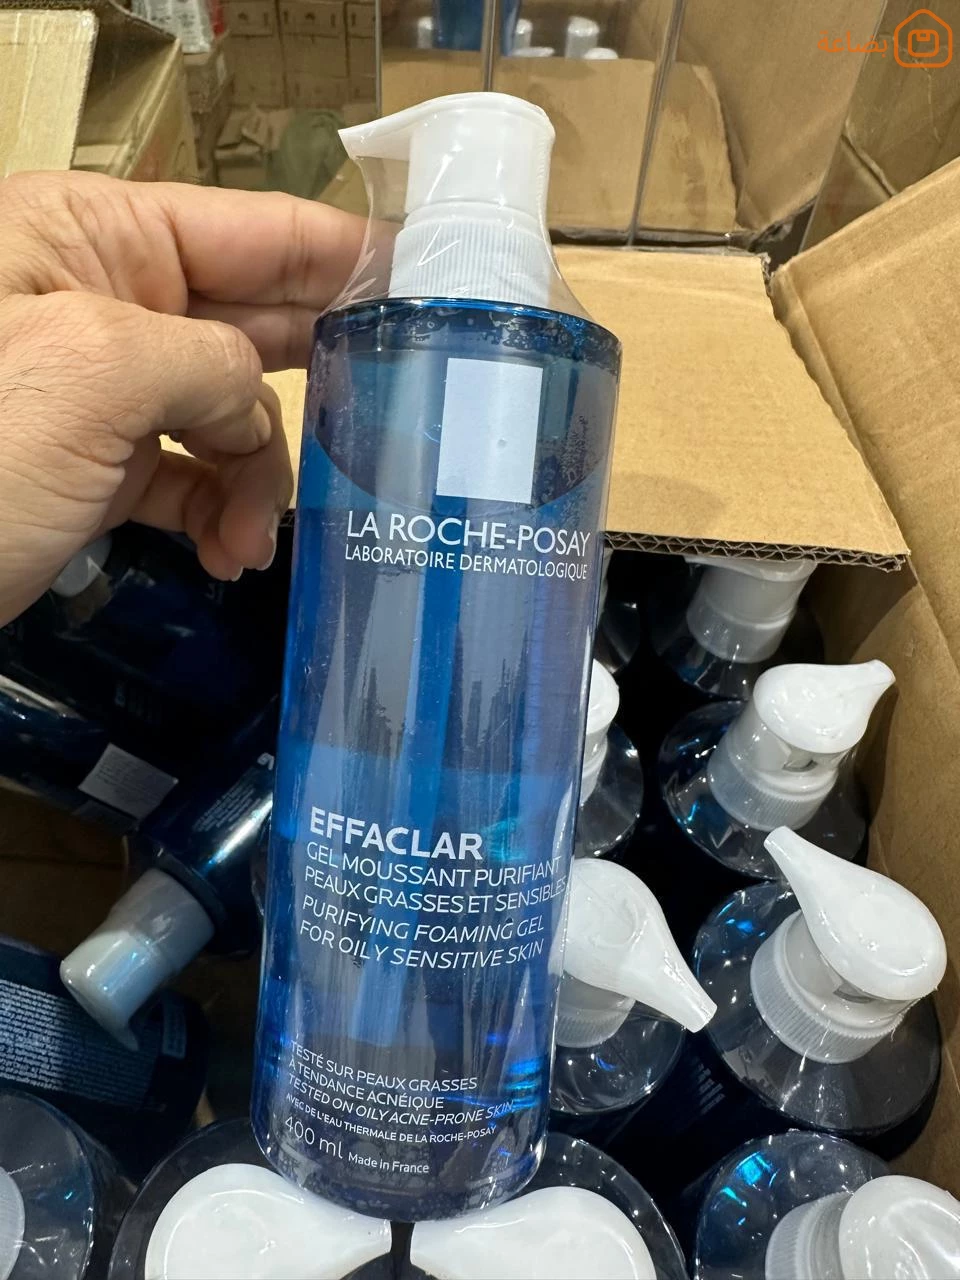 بضاعة
LA ROCHE-POSAY
LABORATOIRE DERMATOLOGIQUE
EFFACLAR
GEL MOUSSANT PURIFIANT
PEAUX GRASSES ET SENSIBLES
PURIFYING FOAMING GEL
FOR OILY SENSITIVE SKIN
TESTÉ SUR PEAUX GRASSES
À TENDANCE ACNÉIQUE
TESTED ON OILY ACNE-PRONE SKIN
AVEC DE L'EAU THERMALE DE LA ROCHE-POSAY
400 ml Made in France